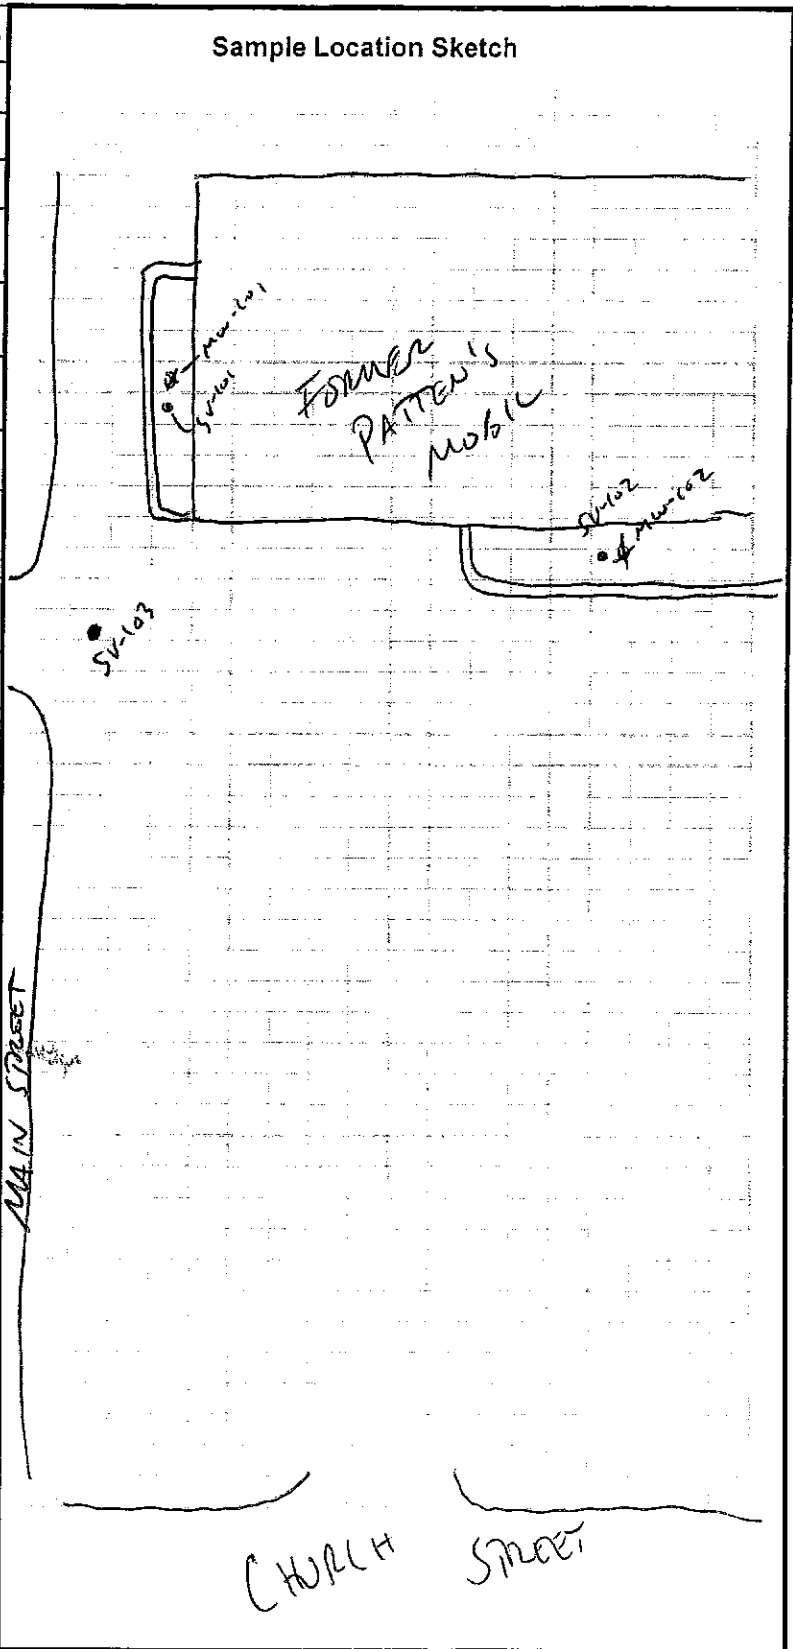 Sample Location Sketch
MW-101
SV-101
FORMER
PATTEN'S
MOBIL
SV-102
MW-102
SV-103
MAIN STREET
CHURCH STREET